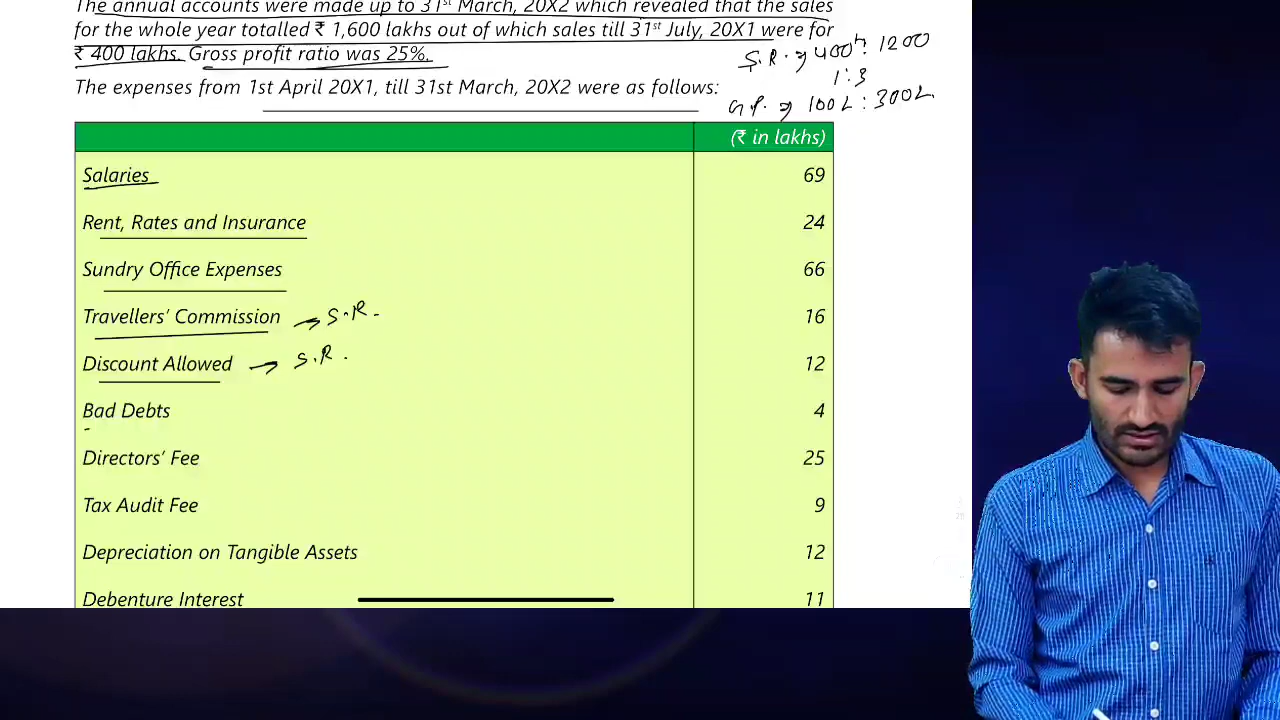 The annual accounts were made up to 31st March, 20X2 which revealed that the sales
for the whole year totalled ₹ 1,600 lakhs out of which sales till 31st July, 20X1 were for
₹ 400 lakhs. Gross profit ratio was 25%.
S.R. ⇒ 400L : 1200
1:3
The expenses from 1st April 20X1, till 31st March, 20X2 were as follows:
G.P. ⇒ 100L : 300L.
(₹ in lakhs)
Salaries 69
Rent, Rates and Insurance 24
Sundry Office Expenses 66
Travellers’ Commission → S.R. 16
Discount Allowed → S.R. 12
Bad Debts 4
Directors’ Fee 25
Tax Audit Fee 9
Depreciation on Tangible Assets 12
Debenture Interest 11